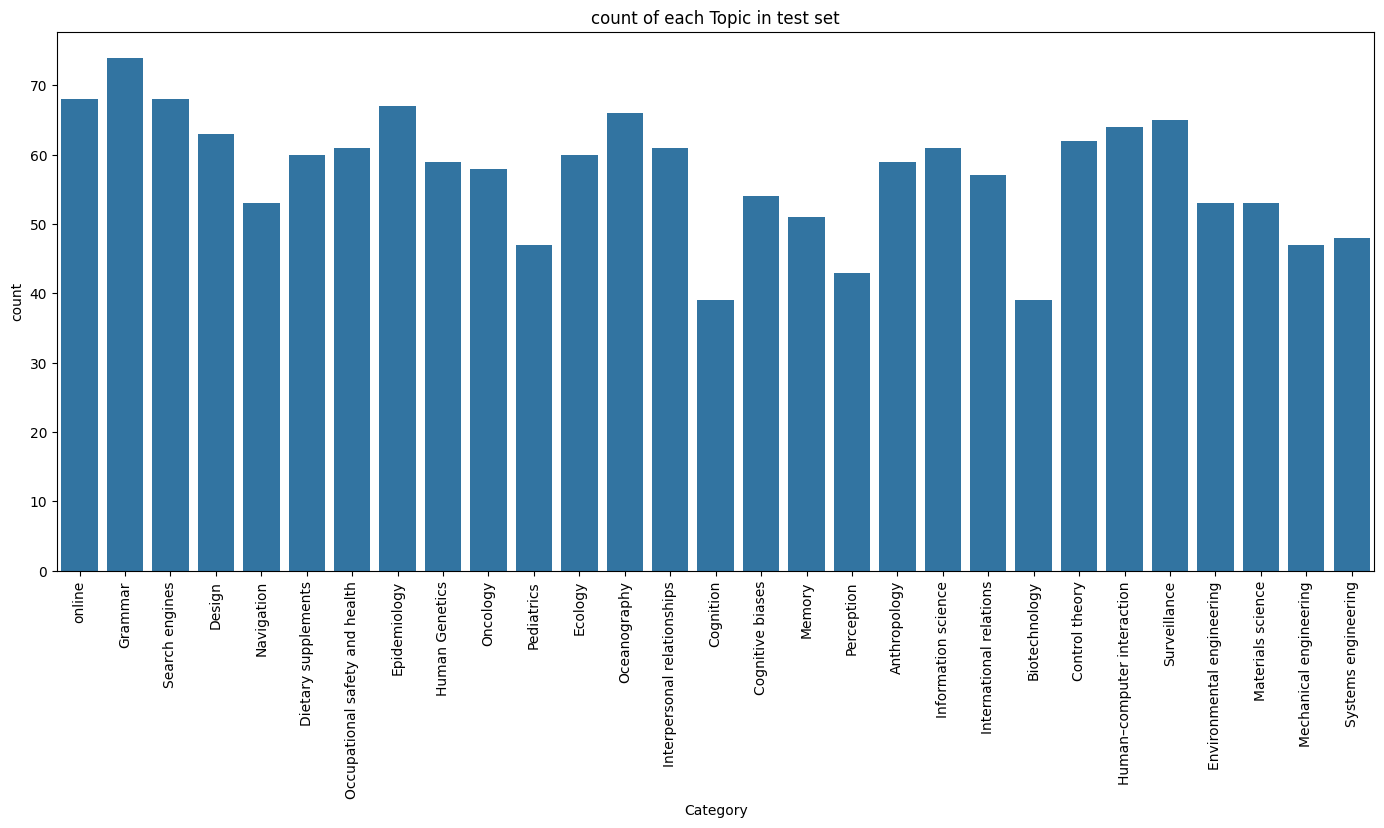 count of each Topic in test set
count
70
60
50
40
30
20
10
0
online
Grammar
Search engines
Design
Navigation
Dietary supplements
Occupational safety and health
Epidemiology
Human Genetics
Oncology
Pediatrics
Ecology
Oceanography
Interpersonal relationships
Cognition
Cognitive biases
Memory
Perception
Anthropology
Information science
International relations
Biotechnology
Control theory
Human–computer interaction
Surveillance
Environmental engineering
Materials science
Mechanical engineering
Systems engineering
Category